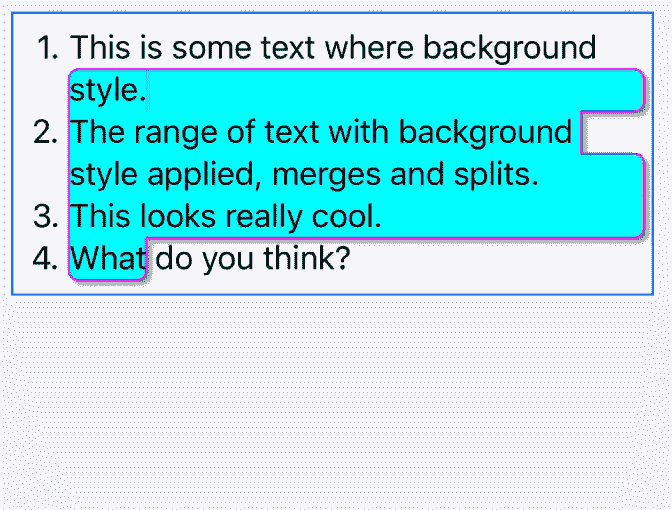 1. This is some text where background
style.
2. The range of text with background
style applied, merges and splits.
3. This looks really cool.
4. What do you think?